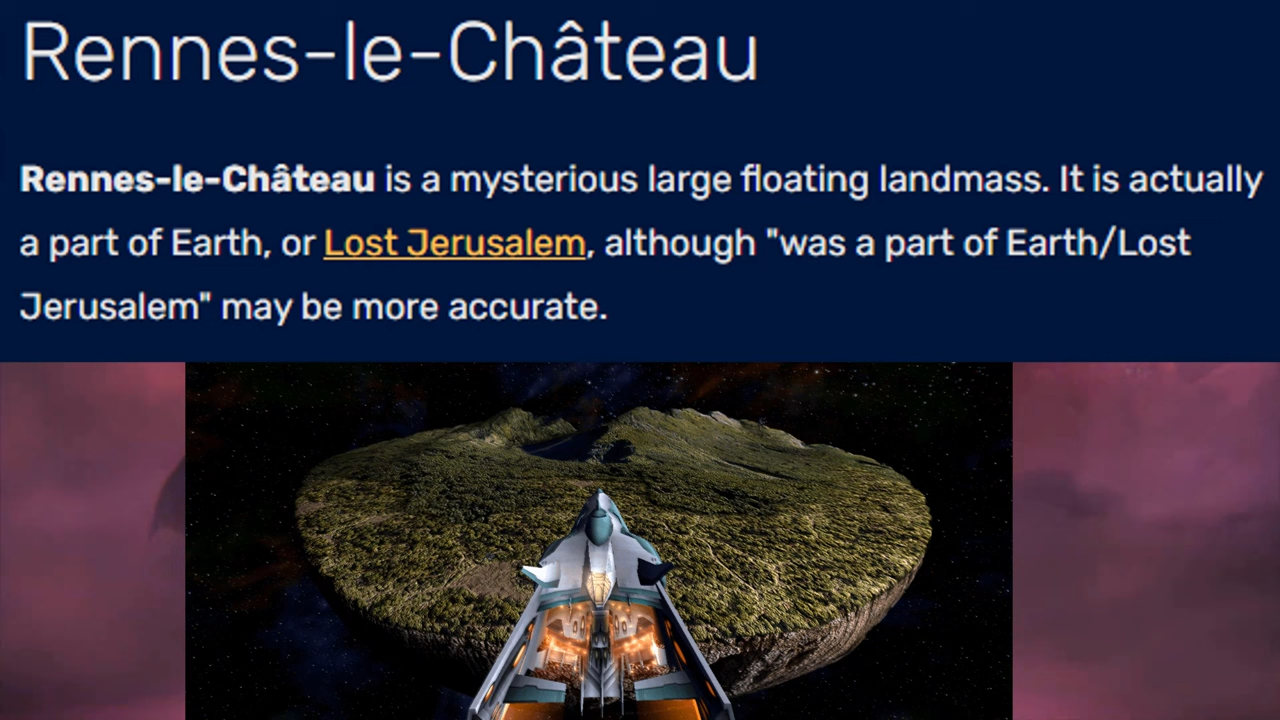 Rennes-le-Château
Rennes-le-Château is a mysterious large floating landmass. It is actually
a part of Earth, or Lost Jerusalem, although "was a part of Earth/Lost
Jerusalem" may be more accurate.